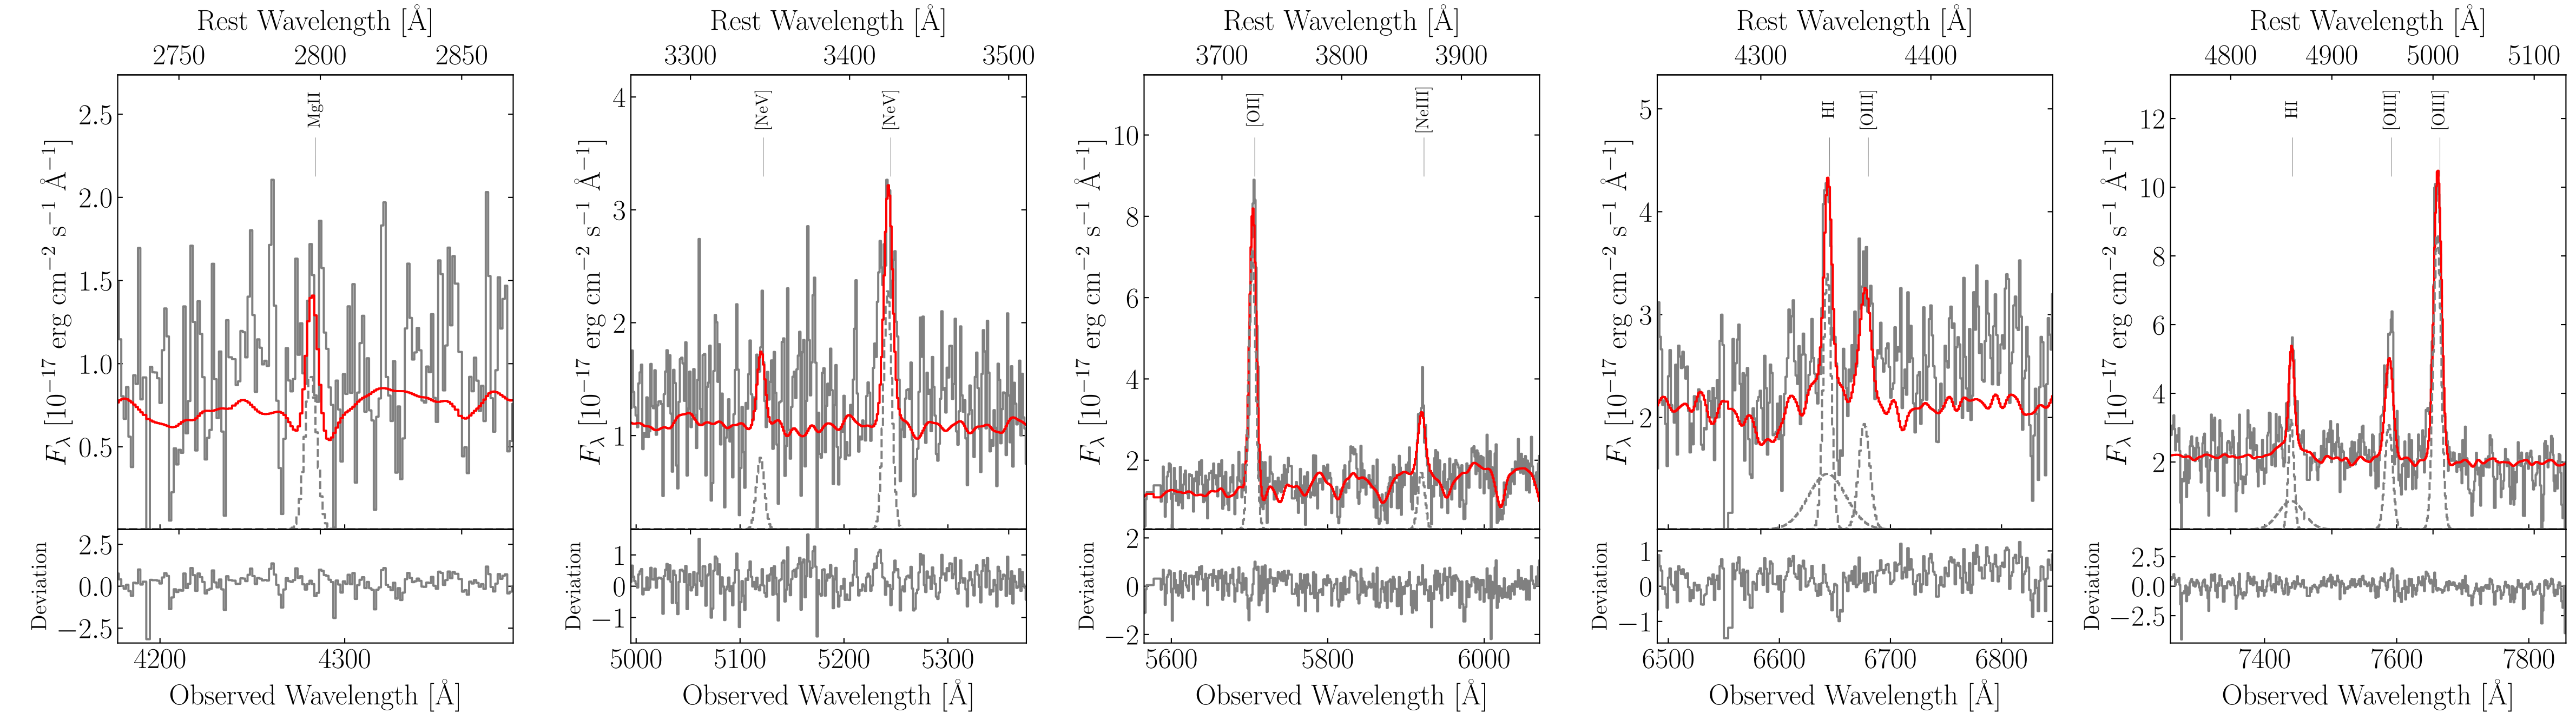 Rest Wavelength [Å]
2750 2800 2850
2.5
2.0
1.5
1.0
0.5
F_λ [10⁻¹⁷ erg cm⁻² s⁻¹ Å⁻¹]
MgII
2.5
0.0
−2.5
Deviation
4200 4300
Observed Wavelength [Å]
Rest Wavelength [Å]
3300 3400 3500
4
3
2
1
F_λ [10⁻¹⁷ erg cm⁻² s⁻¹ Å⁻¹]
[NeV] [NeV]
1
0
−1
Deviation
5000 5100 5200 5300
Observed Wavelength [Å]
Rest Wavelength [Å]
3700 3800 3900
10
8
6
4
2
F_λ [10⁻¹⁷ erg cm⁻² s⁻¹ Å⁻¹]
[OII] [NeIII]
2
0
−2
Deviation
5600 5800 6000
Observed Wavelength [Å]
Rest Wavelength [Å]
4300 4400
5
4
3
2
F_λ [10⁻¹⁷ erg cm⁻² s⁻¹ Å⁻¹]
HI [OIII]
1
0
−1
Deviation
6500 6600 6700 6800
Observed Wavelength [Å]
Rest Wavelength [Å]
4800 4900 5000 5100
12
10
8
6
4
2
F_λ [10⁻¹⁷ erg cm⁻² s⁻¹ Å⁻¹]
HI [OIII] [OIII]
2.5
0.0
−2.5
Deviation
7400 7600 7800
Observed Wavelength [Å]